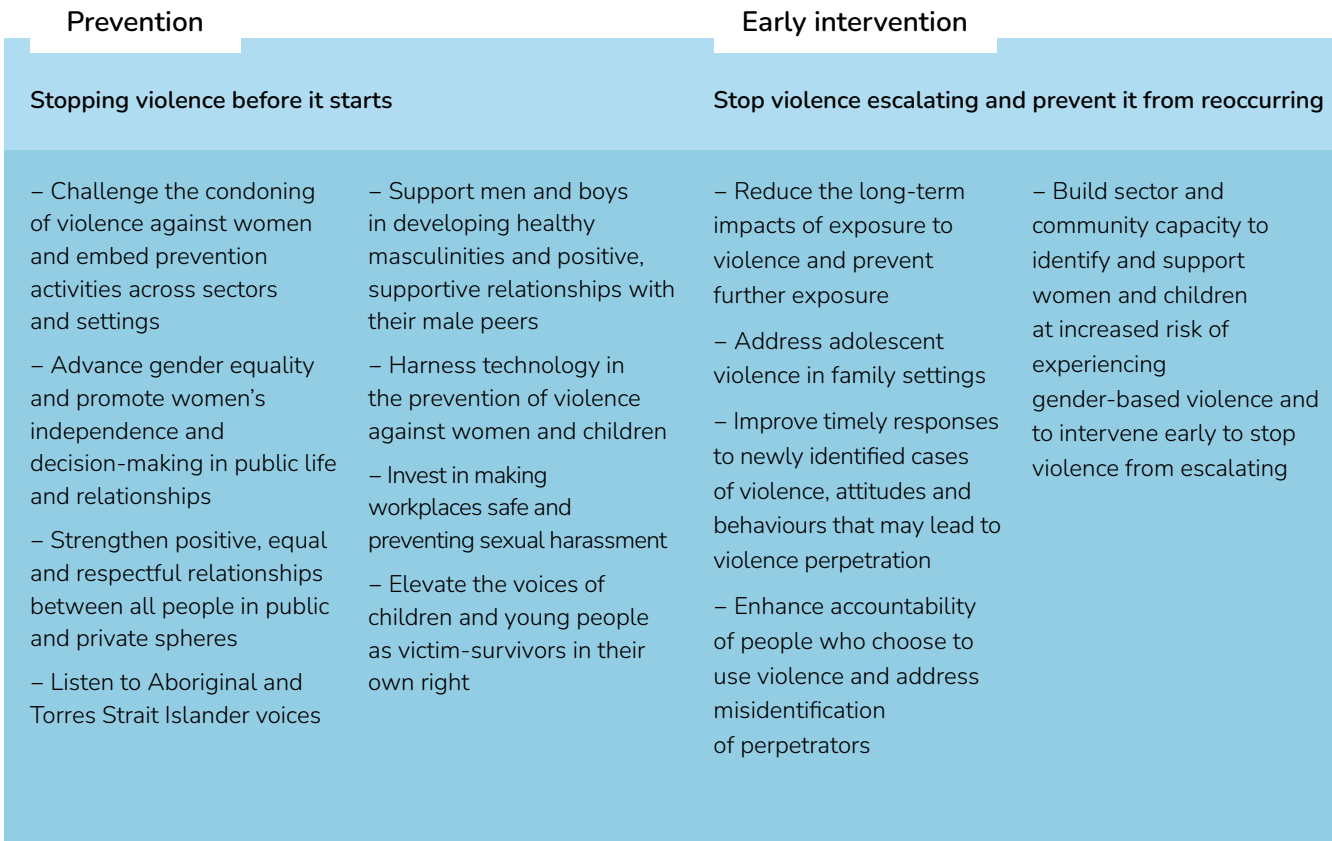 Prevention
Stopping violence before it starts
– Challenge the condoning
of violence against women
and embed prevention
activities across sectors
and settings
– Advance gender equality
and promote women’s
independence and
decision-making in public life
and relationships
– Strengthen positive, equal
and respectful relationships
between all people in public
and private spheres
– Listen to Aboriginal and
Torres Strait Islander voices
– Support men and boys
in developing healthy
masculinities and positive,
supportive relationships with
their male peers
– Harness technology in
the prevention of violence
against women and children
– Invest in making
workplaces safe and
preventing sexual harassment
– Elevate the voices of
children and young people
as victim-survivors in their
own right
Early intervention
Stop violence escalating and prevent it from reoccurring
– Reduce the long-term
impacts of exposure to
violence and prevent
further exposure
– Address adolescent
violence in family settings
– Improve timely responses
to newly identified cases
of violence, attitudes and
behaviours that may lead to
violence perpetration
– Enhance accountability
of people who choose to
use violence and address
misidentification
of perpetrators
– Build sector and
community capacity to
identify and support
women and children
at increased risk of
experiencing
gender-based violence and
to intervene early to stop
violence from escalating